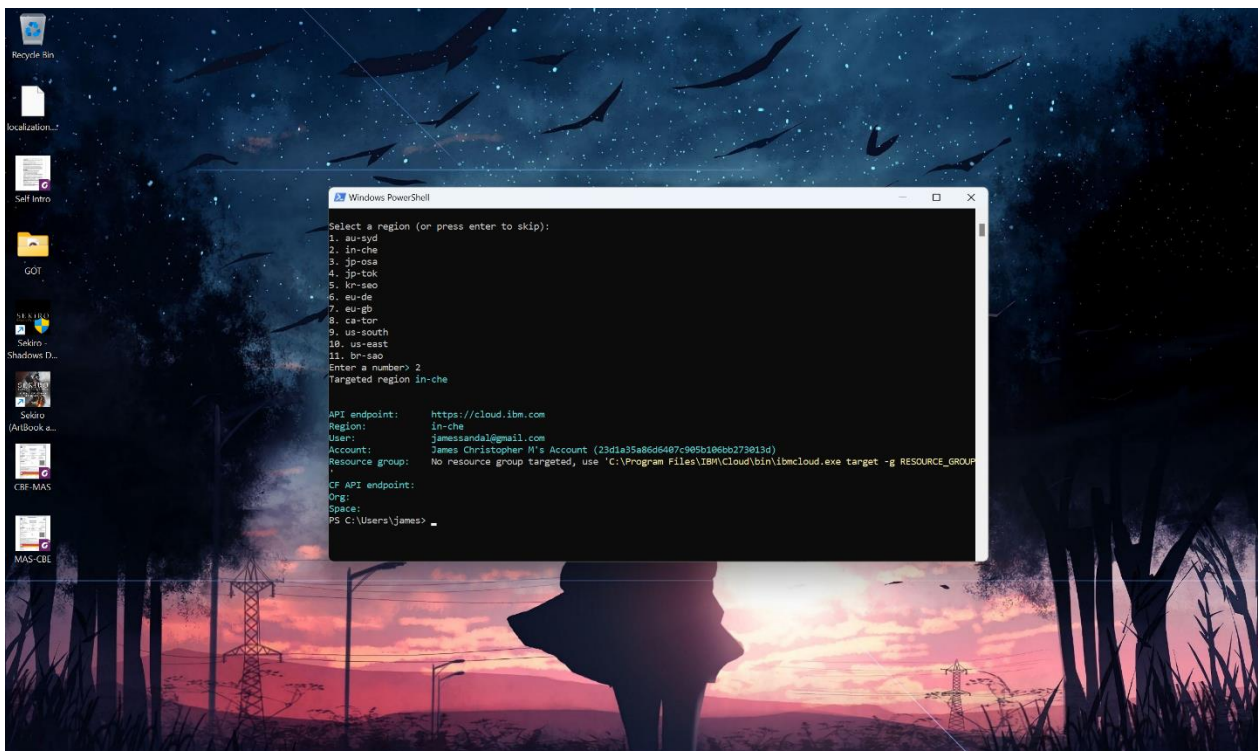 Recycle Bin
localization...
Self Intro
GOT
SEKIRO
Sekiro -
Shadows D...
Sekiro
(ArtBook a...
CBE-MAS
MAS-CBE
Windows PowerShell
Select a region (or press enter to skip):
1. au-syd
2. in-che
3. jp-osa
4. jp-tok
5. kr-seo
6. eu-de
7. eu-gb
8. ca-tor
9. us-south
10. us-east
11. br-sao
Enter a number> 2
Targeted region in-che
API endpoint: https://cloud.ibm.com
Region: in-che
User: jamessandal@gmail.com
Account: James Christopher M's Account (23d1a35a86d6407c905b106bb273013d)
Resource group: No resource group targeted, use 'C:\Program Files\IBM\Cloud\bin\ibmcloud.exe target -g RESOURCE_GROUP
'
CF API endpoint:
Org:
Space:
PS C:\Users\james>